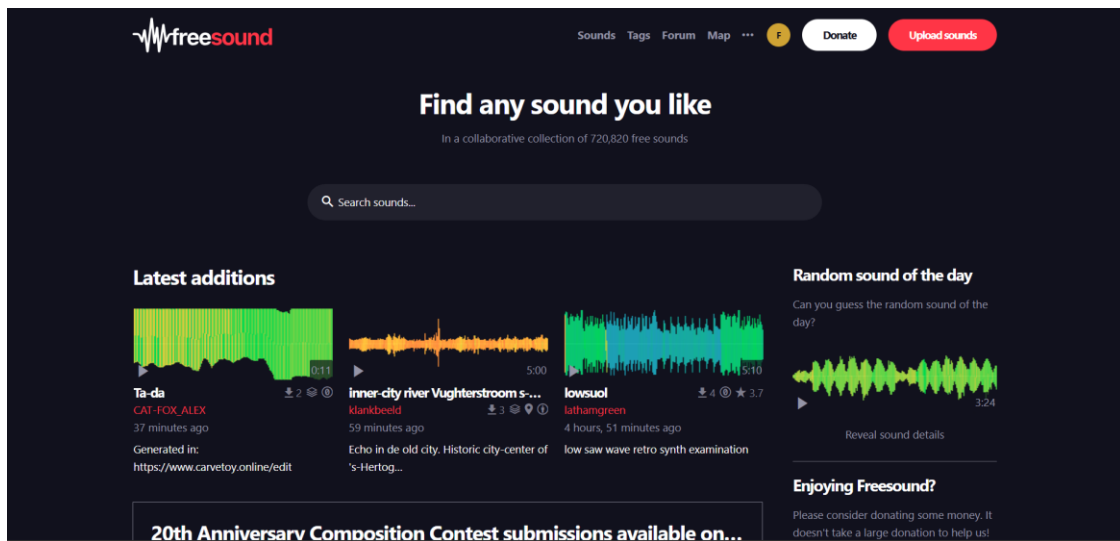 freesound
Sounds Tags Forum Map ··· F Donate Upload sounds
Find any sound you like
In a collaborative collection of 720,820 free sounds
Search sounds...
Latest additions
0:11
Ta-da 2
CAT-FOX_ALEX
37 minutes ago
Generated in:
https://www.carvetoy.online/edit
5:00
inner-city river Vughterstroom s-...
klankbeeld 3
59 minutes ago
Echo in de old city. Historic city-center of
's-Hertog...
5:10
lowsuol 4 3.7
lathamgreen
4 hours, 51 minutes ago
low saw wave retro synth examination
20th Anniversary Composition Contest submissions available on...
Random sound of the day
Can you guess the random sound of the
day?
3:24
Reveal sound details
Enjoying Freesound?
Please consider donating some money. It
doesn't take a large donation to help us!